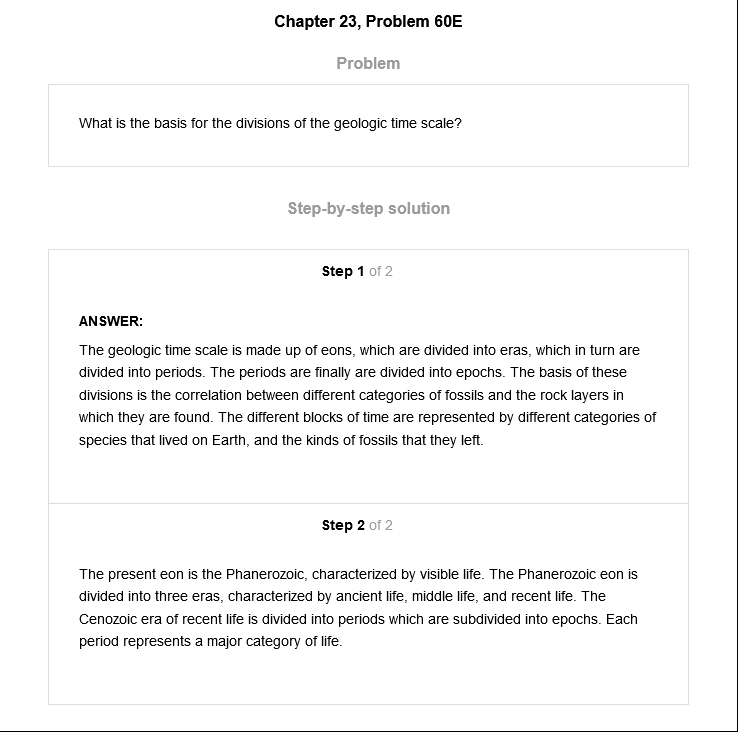 Chapter 23, Problem 60E
Problem
What is the basis for the divisions of the geologic time scale?
Step-by-step solution
Step 1 of 2
ANSWER:
The geologic time scale is made up of eons, which are divided into eras, which in turn are
divided into periods. The periods are finally are divided into epochs. The basis of these
divisions is the correlation between different categories of fossils and the rock layers in
which they are found. The different blocks of time are represented by different categories of
species that lived on Earth, and the kinds of fossils that they left.
Step 2 of 2
The present eon is the Phanerozoic, characterized by visible life. The Phanerozoic eon is
divided into three eras, characterized by ancient life, middle life, and recent life. The
Cenozoic era of recent life is divided into periods which are subdivided into epochs. Each
period represents a major category of life.